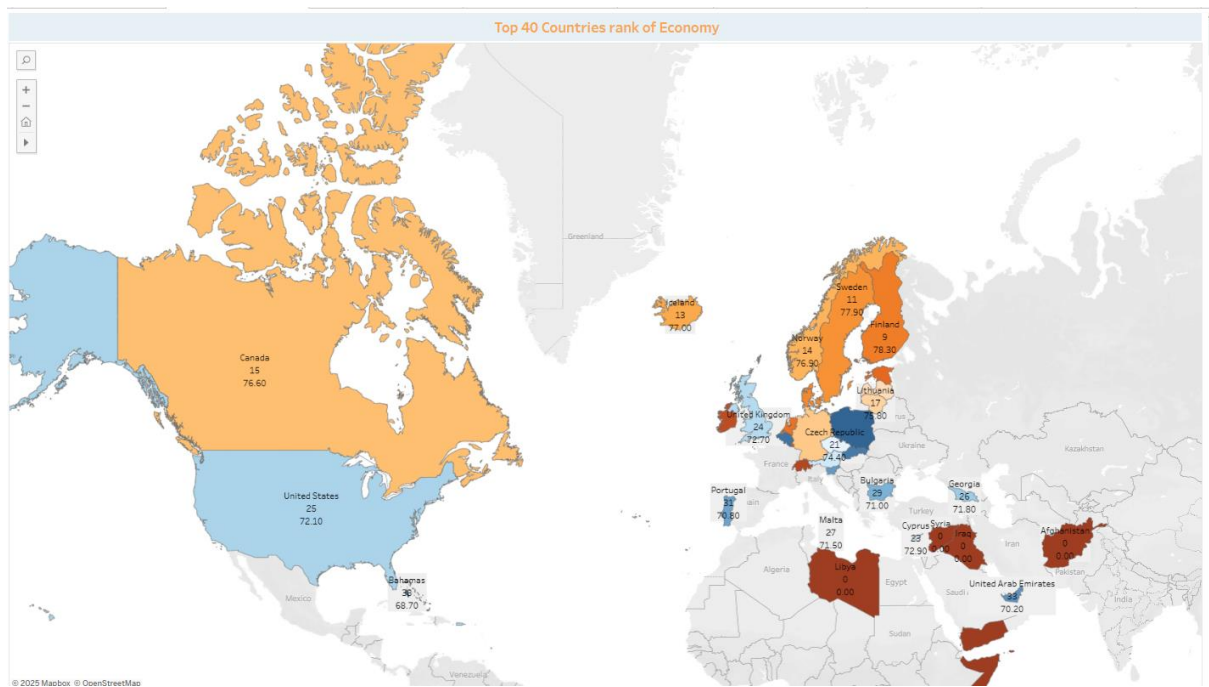 Top 40 Countries rank of Economy
Greenland
Iceland
13
77.00
Sweden
11
77.90
Finland
9
78.30
Norway
14
76.90
Canada
15
76.60
Lithuania
17
75.80
rus
United Kingdom
24
72.70
Czech Republic
21
74.40
Ukraine
Kazakhstan
France
Italy
United States
25
72.10
Portugal
31
70.80
ain
Bulgaria
29
71.00
Georgia
26
71.80
Turkey
Malta
27
71.50
Cyprus
23
72.90
Syria
0
0.00
Iraq
0
0.00
Iran
Afghanistan
0
0.00
Pakistan
Algeria
Libya
0
0.00
Egypt
Saudi
United Arab Emirates
33
70.20
India
Bahamas
68.70
Mexico
Sudan
Venezuela
© 2025 Mapbox © OpenStreetMap